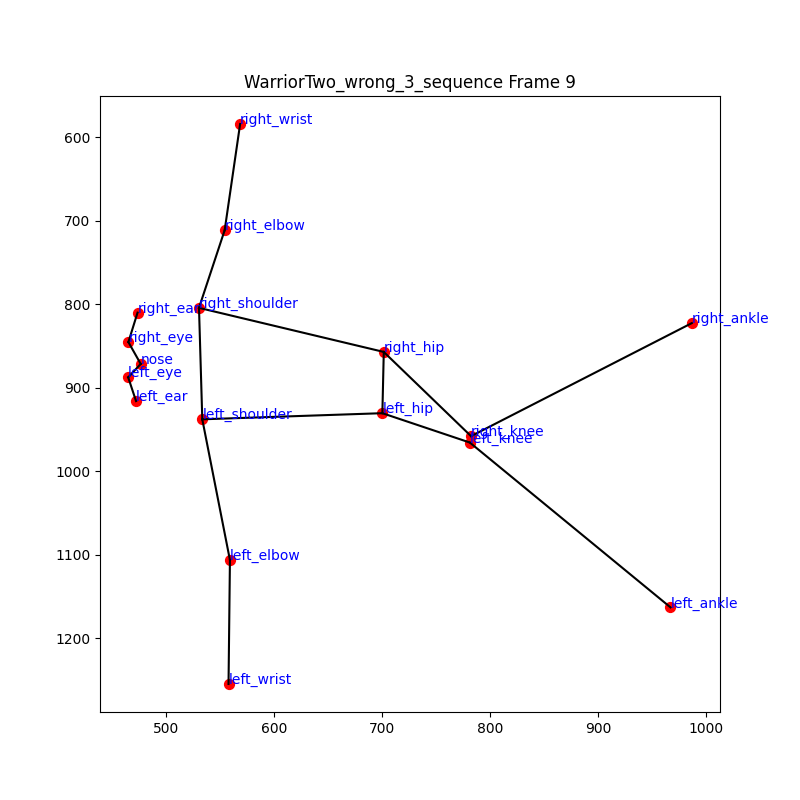 WarriorTwo_wrong_3_sequence Frame 9
right_wrist
600
700
right_elbow
800
right_shoulder
right_ear
right_ankle
right_eye
right_hip
nose
left_eye
900
left_ear
left_hip
left_shoulder
right_knee
left_knee
1000
1100
left_elbow
left_ankle
1200
left_wrist
500 600 700 800 900 1000